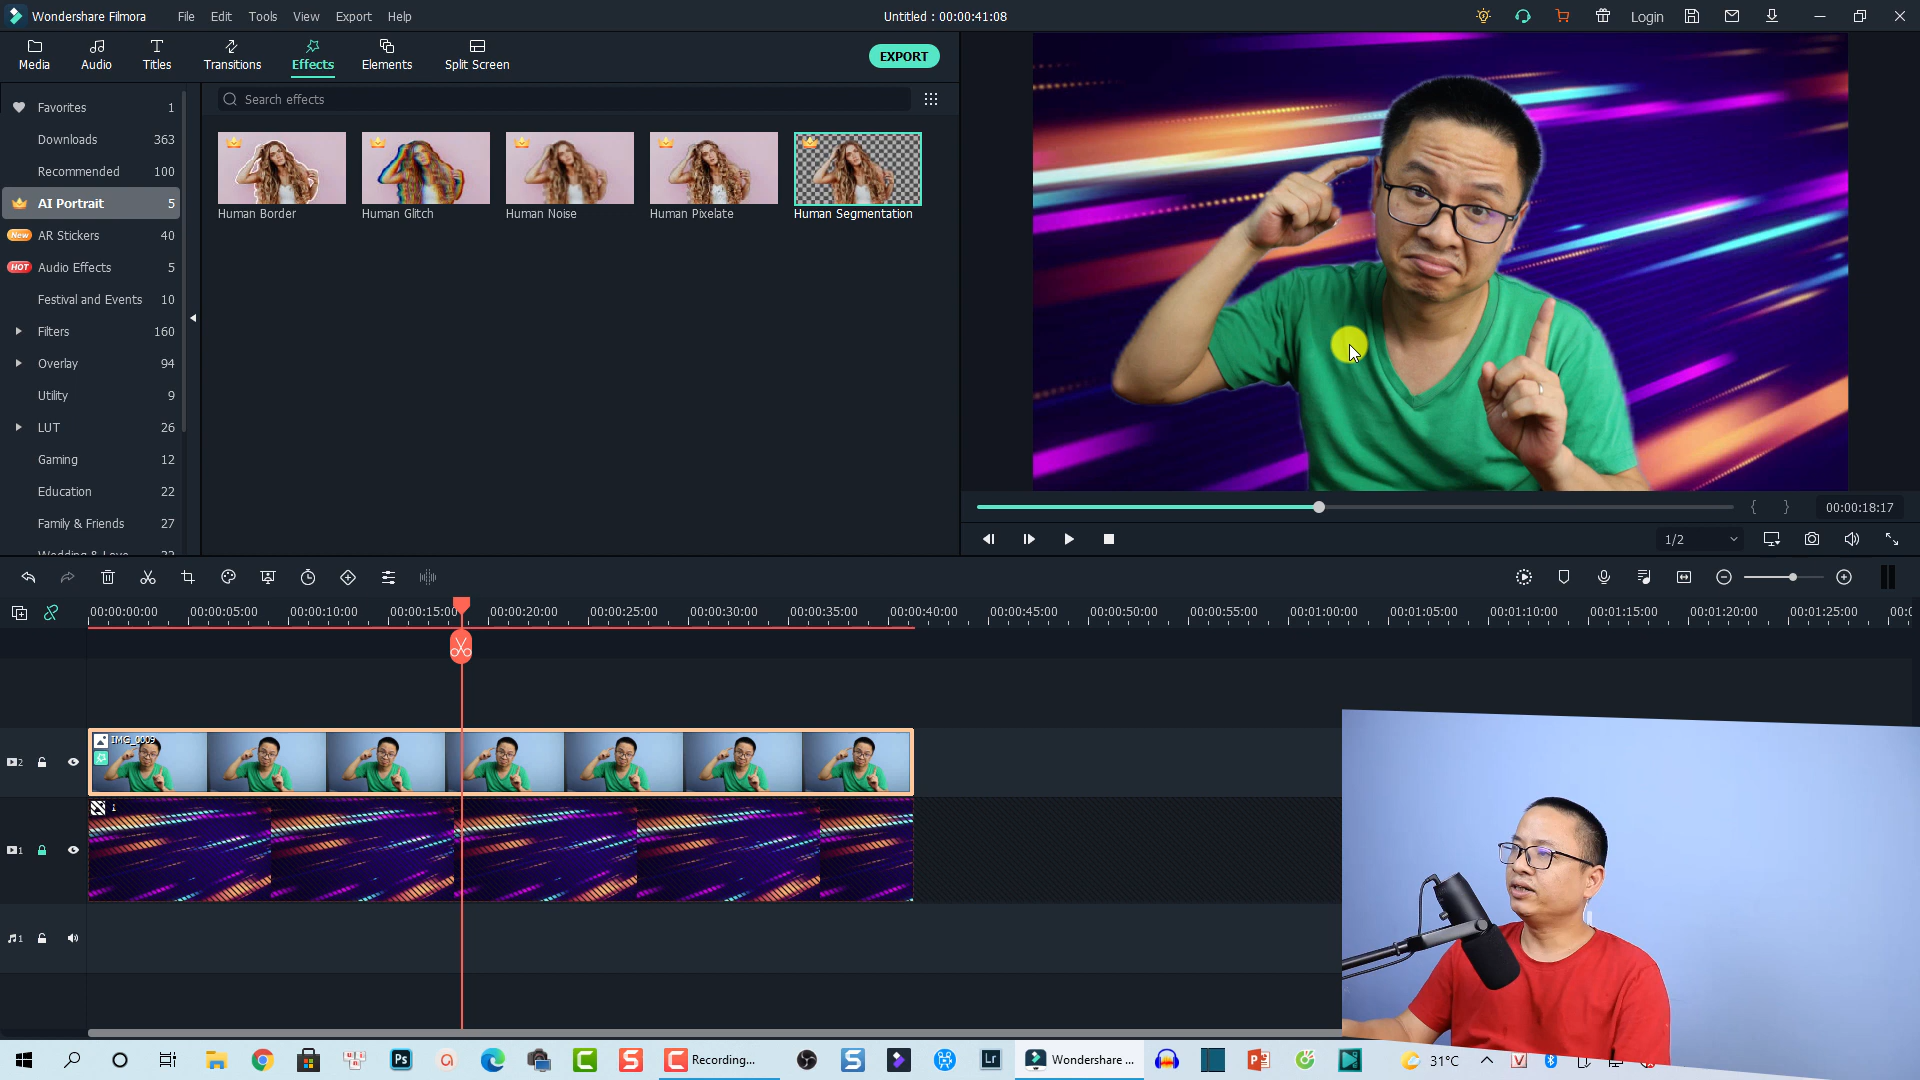 Wondershare Filmora File Edit Tools View Export Help Untitled : 00:00:41:08 Login
Media Audio Titles Transitions Effects Elements Split Screen EXPORT
Search effects
Favorites 1
Downloads 363
Recommended 100
AI Portrait 5
New AR Stickers 40
HOT Audio Effects 5
Festival and Events 10
Filters 160
Overlay 94
Utility 9
LUT 26
Gaming 12
Education 22
Family & Friends 27
Human Border Human Glitch Human Noise Human Pixelate Human Segmentation
{ } 00:00:18:17
1/2
00:00:00:00 00:00:05:00 00:00:10:00 00:00:15:00 00:00:20:00 00:00:25:00 00:00:30:00 00:00:35:00 00:00:40:00 00:00:45:00 00:00:50:00 00:00:55:00 00:01:00:00 00:01:05:00 00:01:10:00 00:01:15:00 00:01:20:00 00:01:25:00
IMG_0009
2
1
1
1
Ps Recording... Lr Wondershare ... 31°C